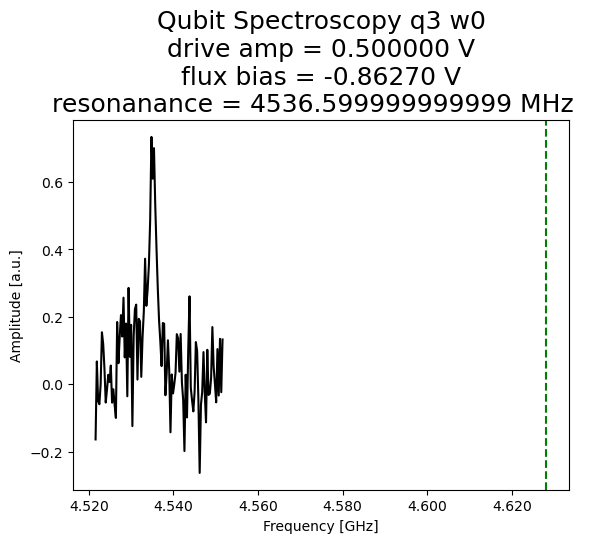 Qubit Spectroscopy q3 w0
drive amp = 0.500000 V
flux bias = -0.86270 V
resonanance = 4536.599999999999 MHz
0.6
0.4
0.2
0.0
−0.2
Amplitude [a.u.]
4.520 4.540 4.560 4.580 4.600 4.620
Frequency [GHz]